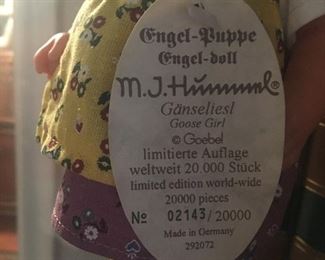 Engel-Puppe
Engel-doll
M.J.Hummel®
Gänseliesl
Goose Girl
© Goebel
limitierte Auflage
weltweit 20.000 Stück
limited edition world-wide
20000 pieces
No 02143/20000
Made in Germany
292072